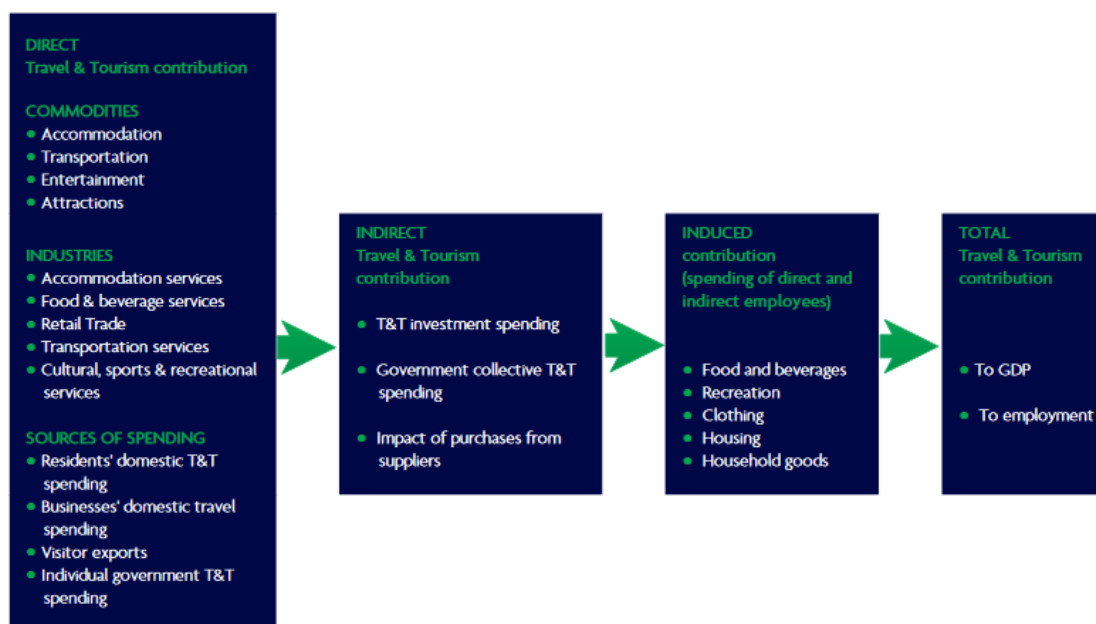 DIRECT
Travel & Tourism contribution
COMMODITIES
• Accommodation
• Transportation
• Entertainment
• Attractions
INDUSTRIES
• Accommodation services
• Food & beverage services
• Retail Trade
• Transportation services
• Cultural, sports & recreational
services
SOURCES OF SPENDING
• Residents' domestic T&T
spending
• Businesses' domestic travel
spending
• Visitor exports
• Individual government T&T
spending
INDIRECT
Travel & Tourism
contribution
• T&T investment spending
• Government collective T&T
spending
• Impact of purchases from
suppliers
INDUCED
contribution
(spending of direct and
indirect employees)
• Food and beverages
• Recreation
• Clothing
• Housing
• Household goods
TOTAL
Travel & Tourism
contribution
• To GDP
• To employment